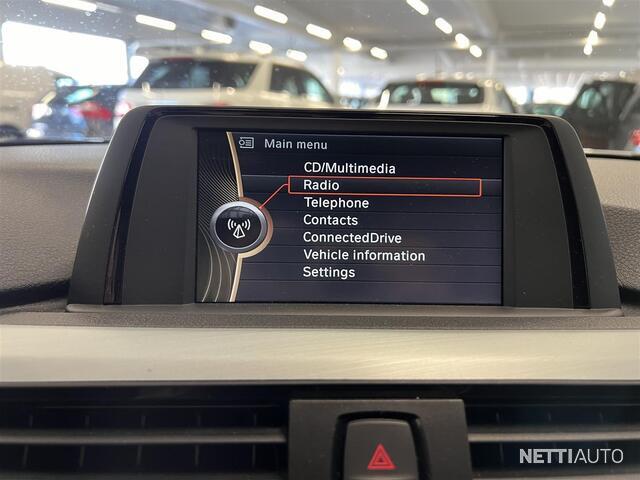 Main menu
CD/Multimedia
Radio
Telephone
Contacts
ConnectedDrive
Vehicle information
Settings
NETTIAUTO